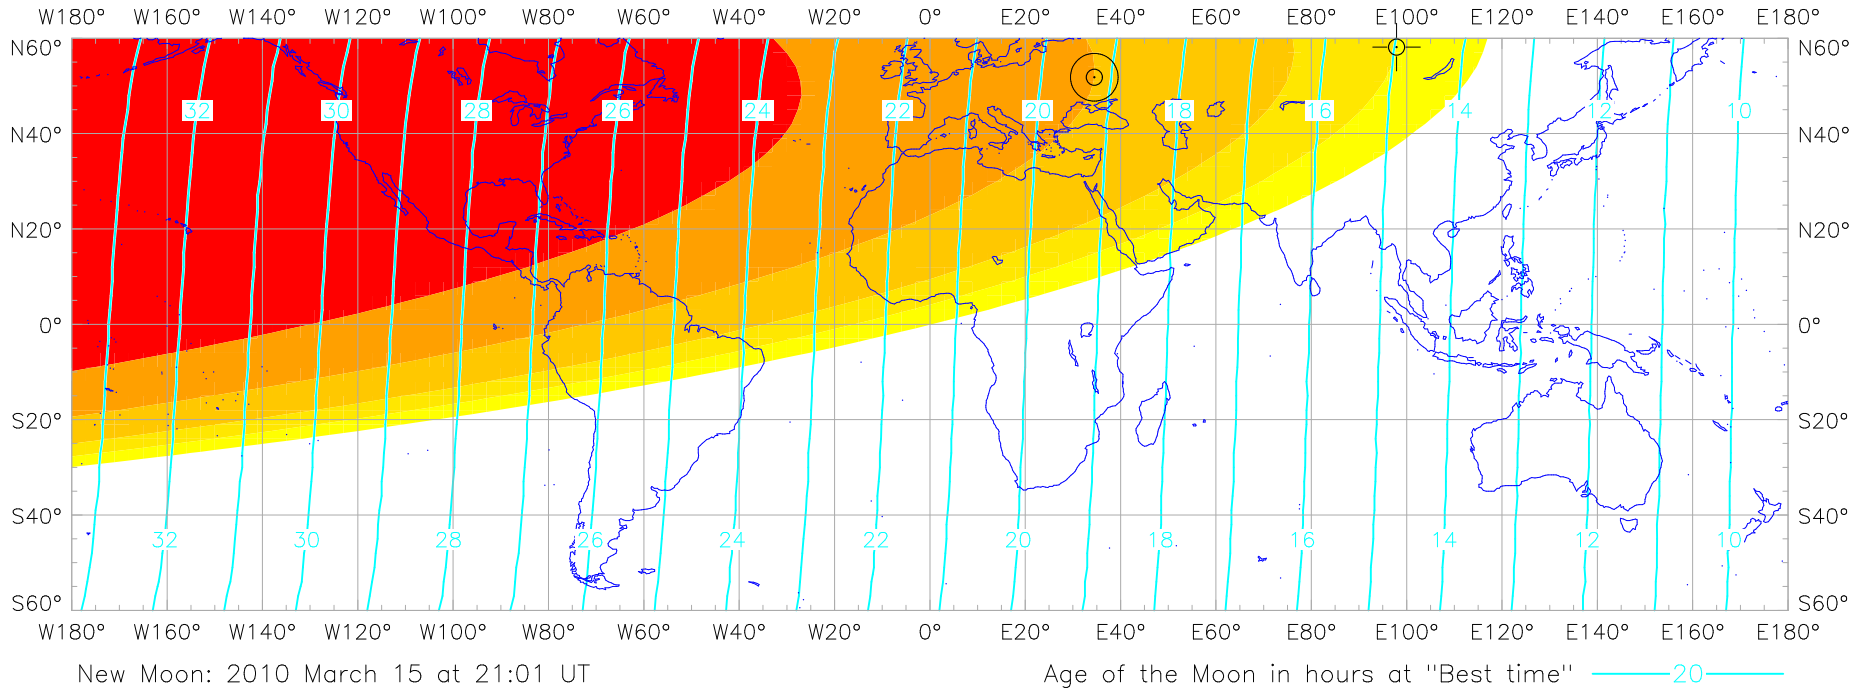 W180° W160° W140° W120° W100° W80° W60° W40° W20° 0° E20° E40° E60° E80° E100° E120° E140° E160° E180°
N60° N60°
32 30 28 26 24 22 20 18 16 14 12 10
N40° N40°
N20° N20°
0° 0°
S20° S20°
S40° S40°
32 30 28 26 24 22 20 18 16 14 12 10
S60° S60°
W180° W160° W140° W120° W100° W80° W60° W40° W20° 0° E20° E40° E60° E80° E100° E120° E140° E160° E180°
New Moon: 2010 March 15 at 21:01 UT Age of the Moon in hours at "Best time" 20